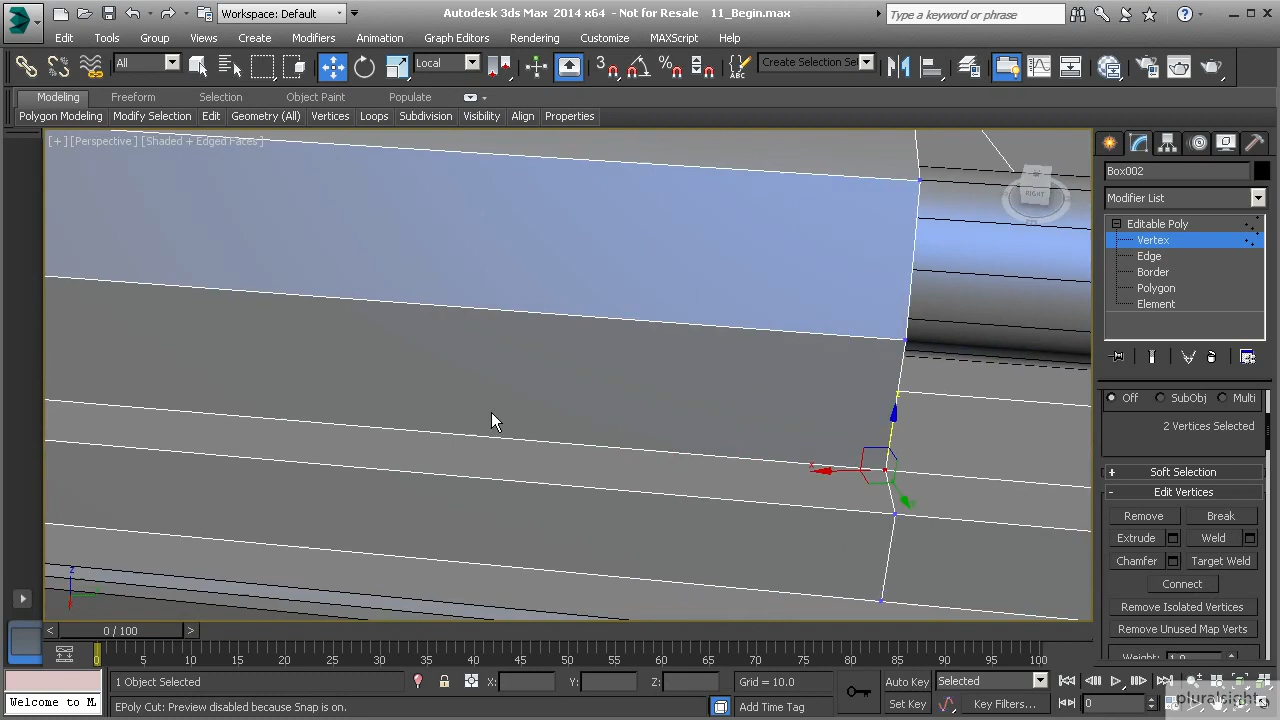 Workspace: Default
Autodesk 3ds Max 2014 x64 - Not for Resale 11_Begin.max
Type a keyword or phrase
Edit Tools Group Views Create Modifiers Animation Graph Editors Rendering Customize MAXScript Help
All
Local
Create Selection Se
Modeling Freeform Selection Object Paint Populate
Polygon Modeling Modify Selection Edit Geometry (All) Vertices Loops Subdivision Visibility Align Properties
[+] [Perspective] [Shaded + Edged Faces]
RIGHT
Box002
Modifier List
Editable Poly
Vertex
Edge
Border
Polygon
Element
Off SubObj Multi
2 Vertices Selected
+ Soft Selection
- Edit Vertices
Remove Break
Extrude Weld
Chamfer Target Weld
Connect
Remove Isolated Vertices
Remove Unused Map Verts
Weight: 1.0
x
z
< 0 / 100 >
0 5 10 15 20 25 30 35 40 45 50 55 60 65 70 75 80 85 90 95 100
1 Object Selected X: Y: Z: Grid = 10.0 Auto Key Selected
Welcome to M EPoly Cut: Preview disabled because Snap is on. Add Time Tag Set Key Key Filters... 0
pluralsight